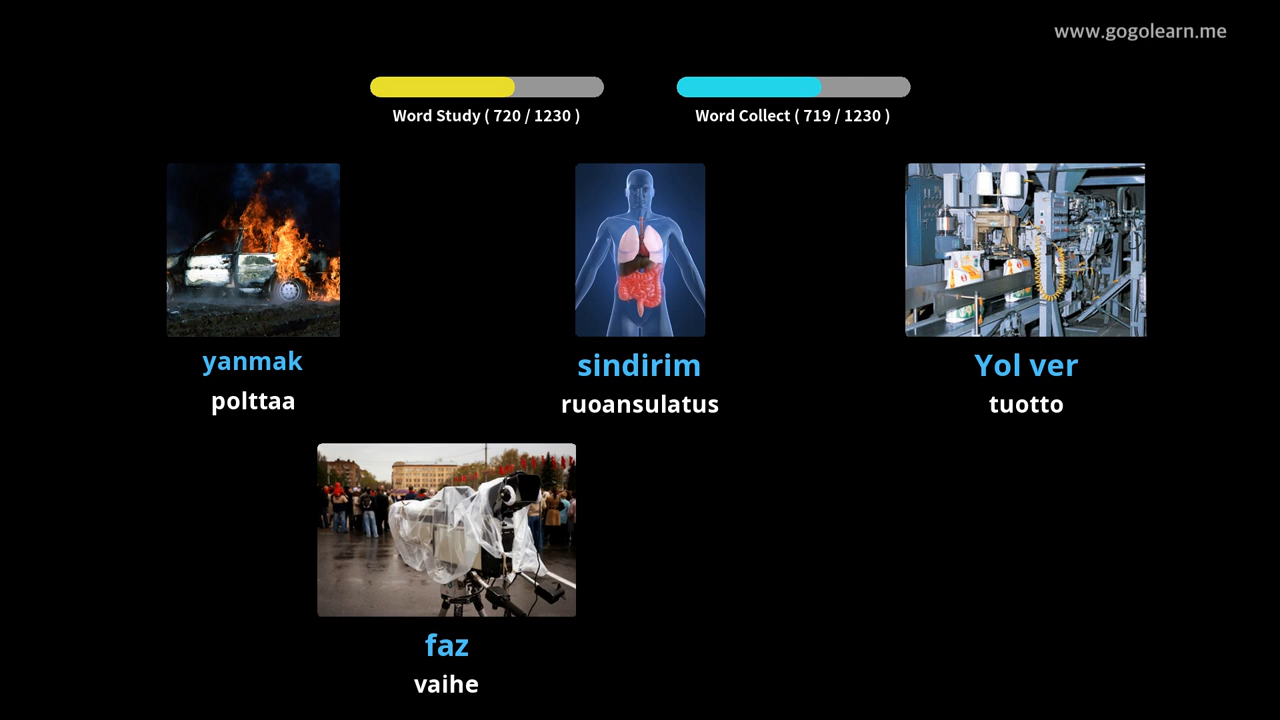 www.gogolearn.me
Word Study ( 720 / 1230 )
Word Collect ( 719 / 1230 )
yanmak
polttaa
sindirim
ruoansulatus
Yol ver
tuotto
faz
vaihe